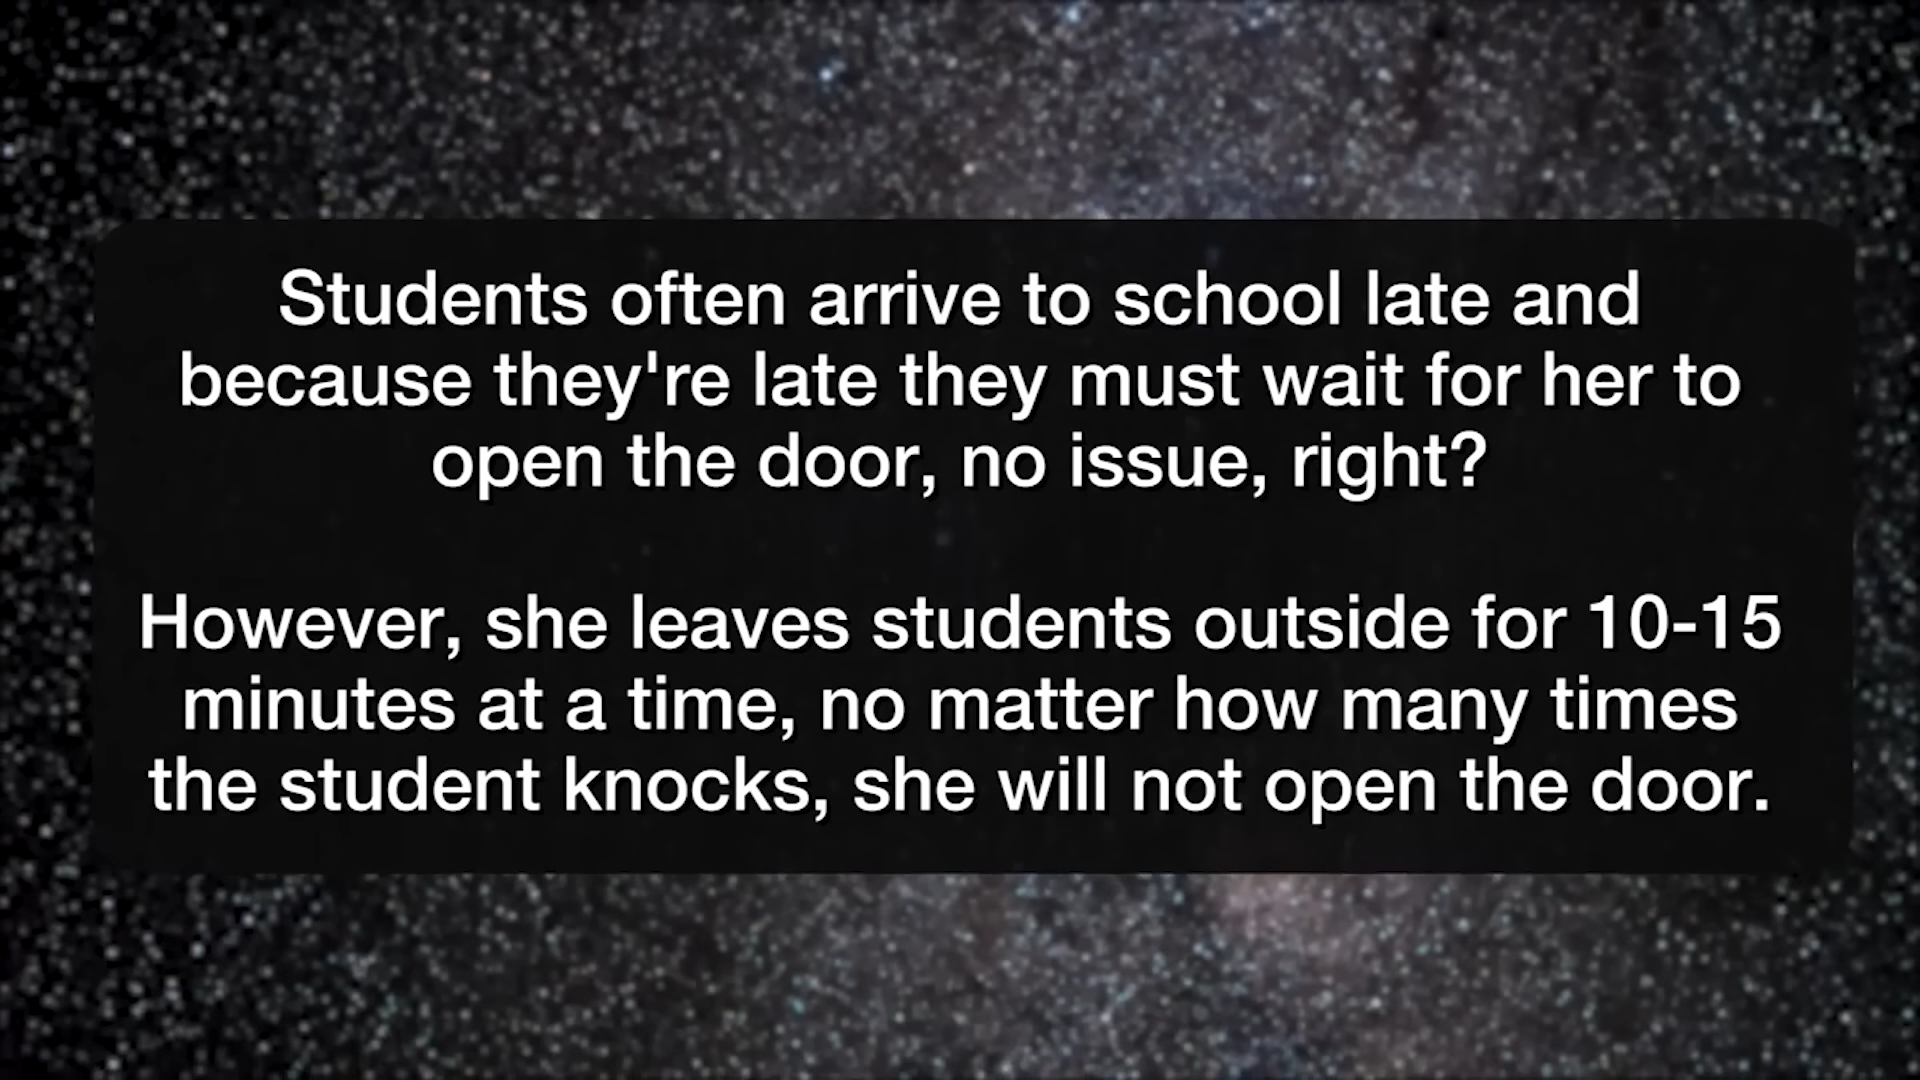 Students often arrive to school late and
because they're late they must wait for her to
open the door, no issue, right?
However, she leaves students outside for 10-15
minutes at a time, no matter how many times
the student knocks, she will not open the door.